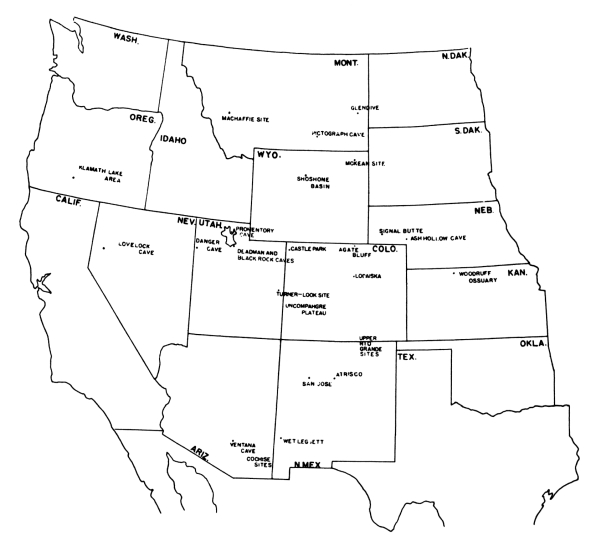 WASH.
MONT.
N.DAK.
GLENDIVE
MACHAFFIE SITE
OREG.
PICTOGRAPH CAVE
S.DAK.
IDAHO
WYO.
MCKEAN SITE
KLAMATH LAKE
AREA
SHOSHONE
BASIN
CALIF.
NEB.
NEV.
UTAH
PROMENTORY
CAVE
SIGNAL BUTTE
ASH HOLLOW CAVE
LOVELOCK
CAVE
DANGER
CAVE
DEADMAN AND
BLACK ROCK CAVES
CASTLE PARK
AGATE
BLUFF
COLO.
WOODRUFF
OSSUARY
KAN.
TURNER-LOOK SITE
UNCOMPAHGRE
PLATEAU
UPPER
RIO
GRANDE
SITES
OKLA.
TEX.
ATRISCO
SAN JOSE
VENTANA
CAVE
WET LEGGETT
ARIZ.
COCHISE
SITES
N.MEX.